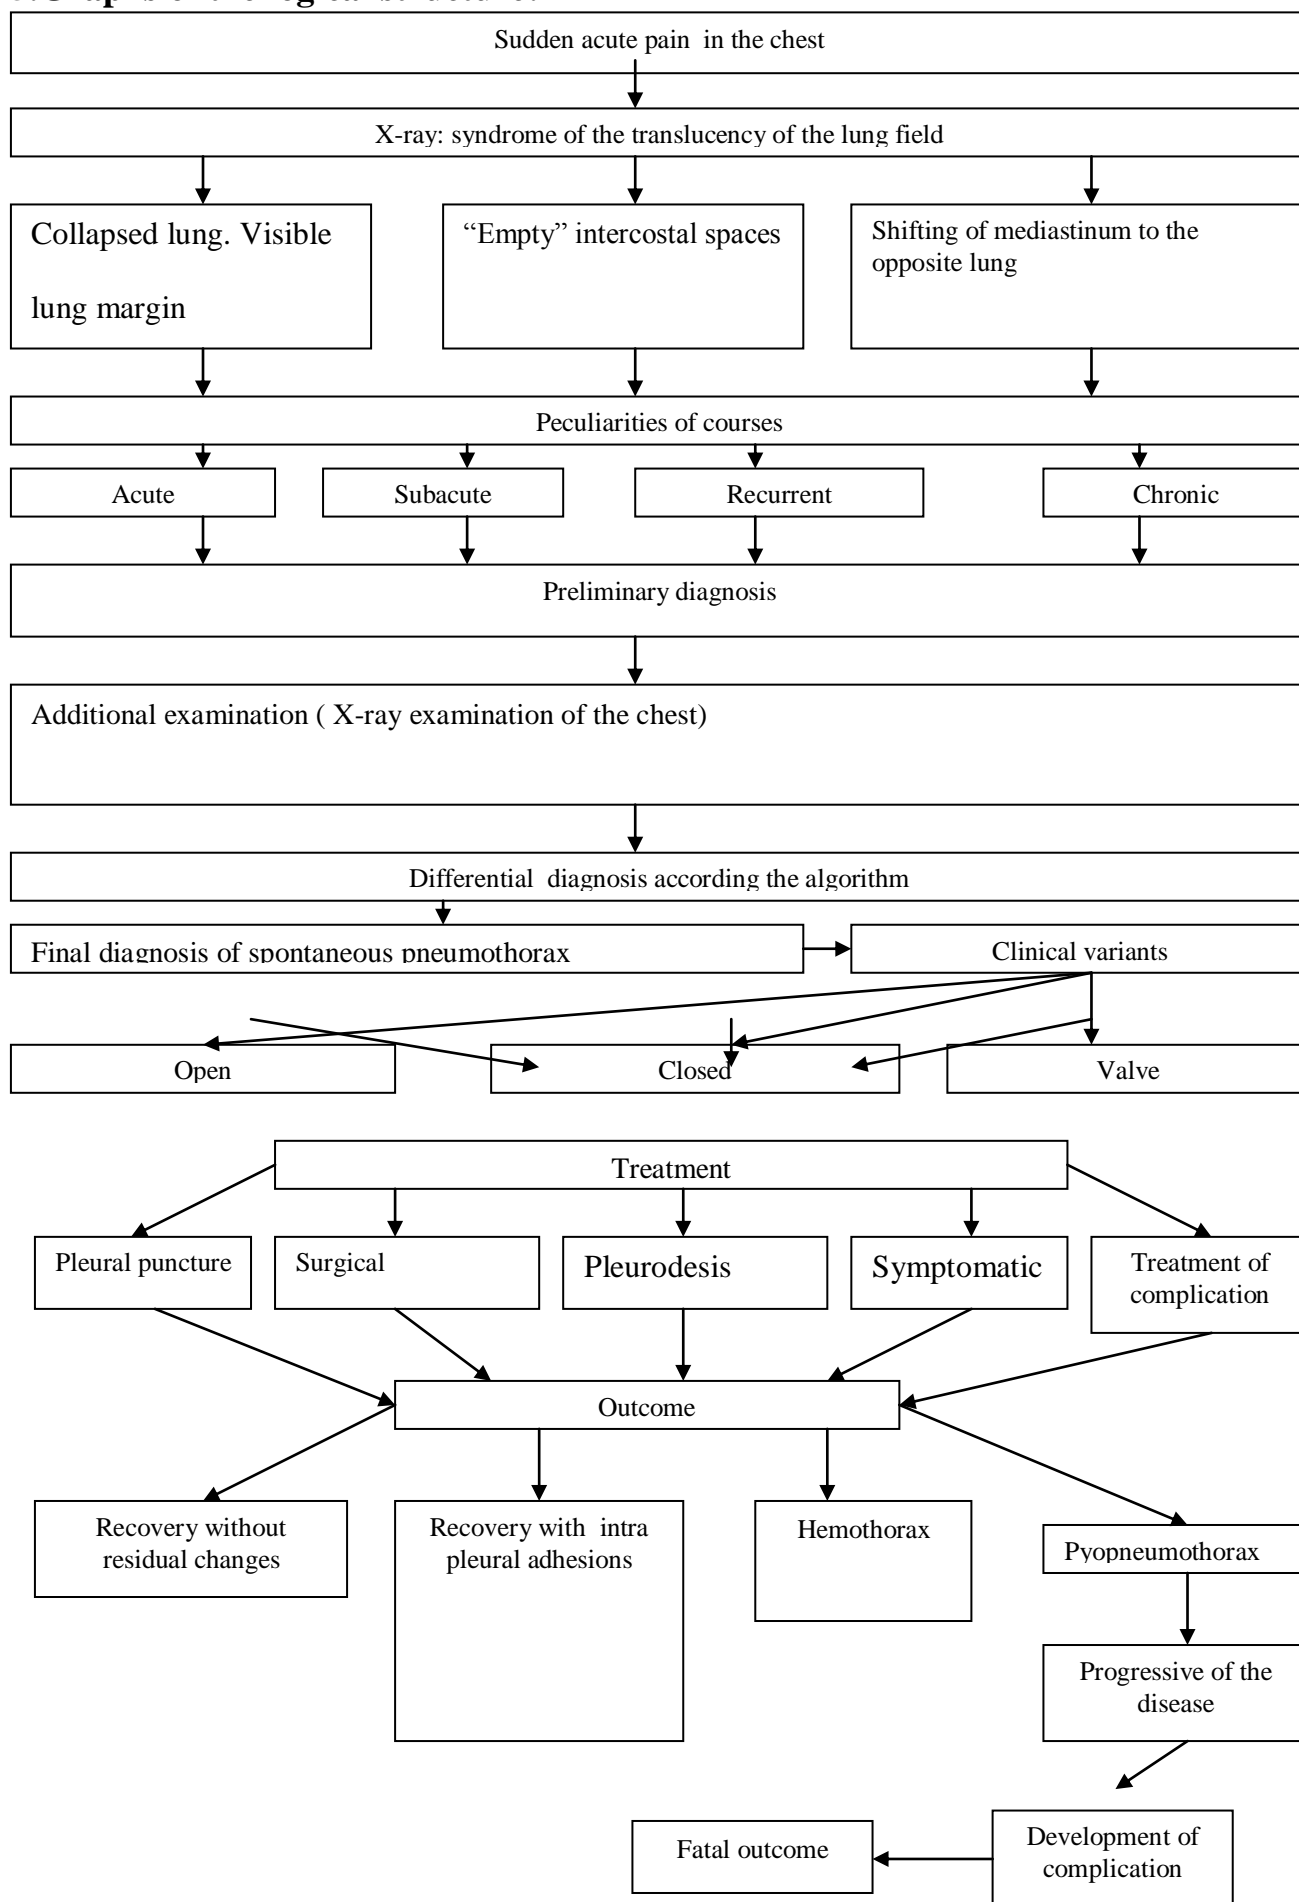 Sudden acute pain in the chest
X-ray: syndrome of the translucency of the lung field
Collapsed lung. Visible
lung margin
“Empty” intercostal spaces
Shifting of mediastinum to the
opposite lung
Peculiarities of courses
Acute
Subacute
Recurrent
Chronic
Preliminary diagnosis
Additional examination ( X-ray examination of the chest)
Differential diagnosis according the algorithm
Final diagnosis of spontaneous pneumothorax
Clinical variants
Open
Closed
Valve
Treatment
Pleural puncture
Surgical
Pleurodesis
Symptomatic
Treatment of
complication
Outcome
Recovery without
residual changes
Recovery with intra
pleural adhesions
Hemothorax
Pyopneumothorax
Progressive of the
disease
Fatal outcome
Development of
complication